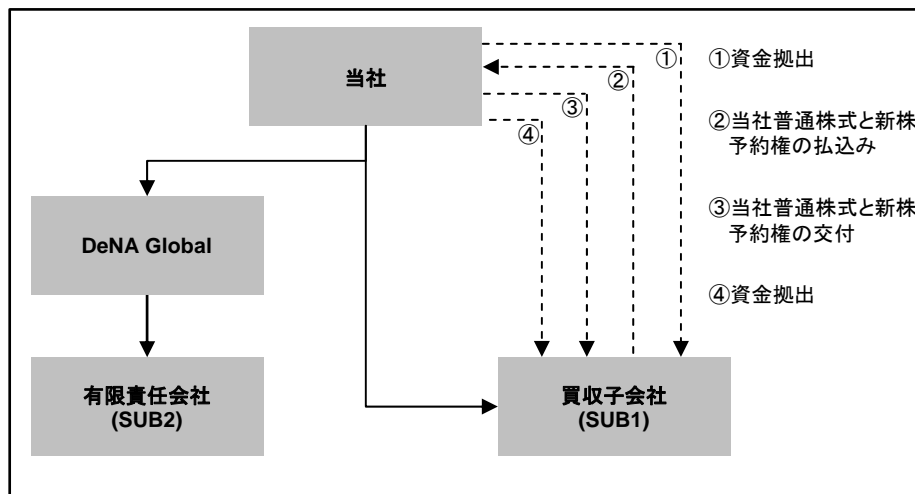 当社
①
②
③
④
①資金拠出
②当社普通株式と新株
予約権の払込み
③当社普通株式と新株
予約権の交付
④資金拠出
DeNA Global
有限責任会社
(SUB2)
買収子会社
(SUB1)